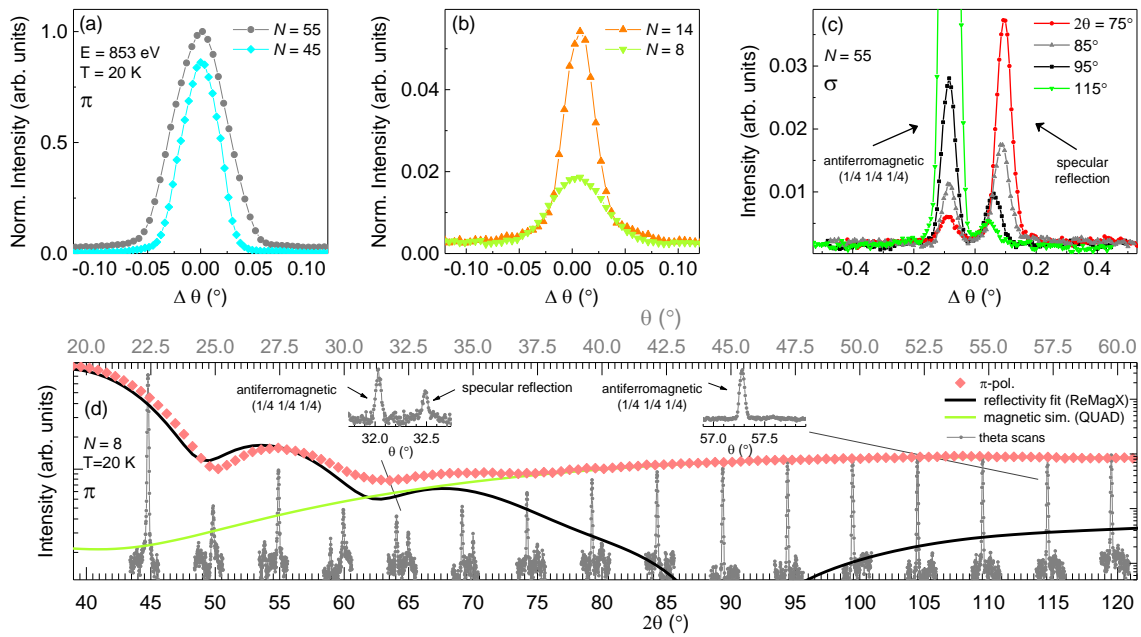 (a)
E = 853 eV
T = 20 K
π
N = 55
N = 45
1.0
0.5
0.0
Norm. Intensity (arb. units)
-0.10 -0.05 0.00 0.05 0.10
Δ θ (°)
(b)
N = 14
N = 8
0.04
0.02
0.00
Norm. Intensity (arb. units)
-0.10 -0.05 0.00 0.05 0.10
Δ θ (°)
(c)
N = 55
σ
2θ = 75°
85°
95°
115°
antiferromagnetic
(1/4 1/4 1/4)
specular
reflection
0.03
0.02
0.01
Intensity (arb. units)
-0.4 -0.2 0.0 0.2 0.4
Δ θ (°)
θ (°)
20.0 22.5 25.0 27.5 30.0 32.5 35.0 37.5 40.0 42.5 45.0 47.5 50.0 52.5 55.0 57.5 60.0
(d)
N = 8
T=20 K
π
antiferromagnetic
(1/4 1/4 1/4)
specular reflection
32.0 32.5
θ (°)
antiferromagnetic
(1/4 1/4 1/4)
57.0 57.5
θ (°)
π-pol.
reflectivity fit (ReMagX)
magnetic sim. (QUAD)
theta scans
Intensity (arb. units)
40 45 50 55 60 65 70 75 80 85 90 95 100 105 110 115 120
2θ (°)